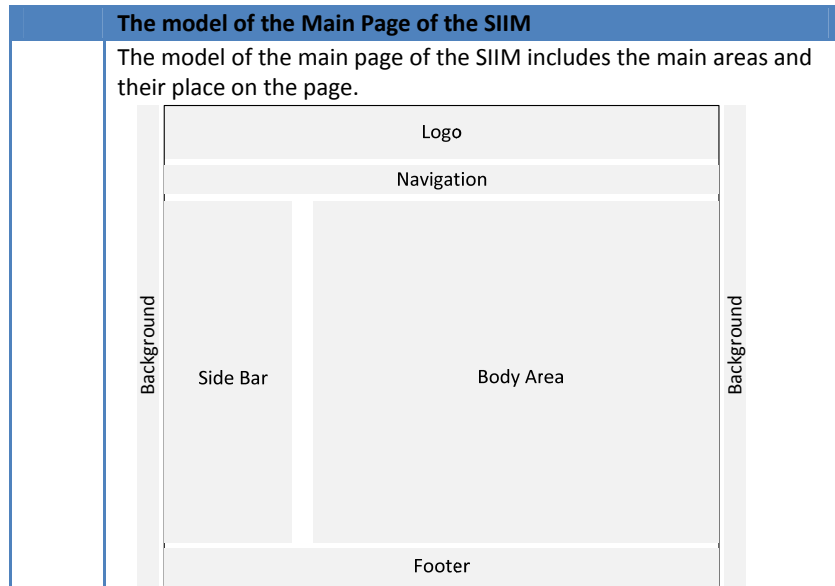 The model of the Main Page of the SIIM
The model of the main page of the SIIM includes the main areas and
their place on the page.
Logo
Navigation
Background
Side Bar
Body Area
Background
Footer